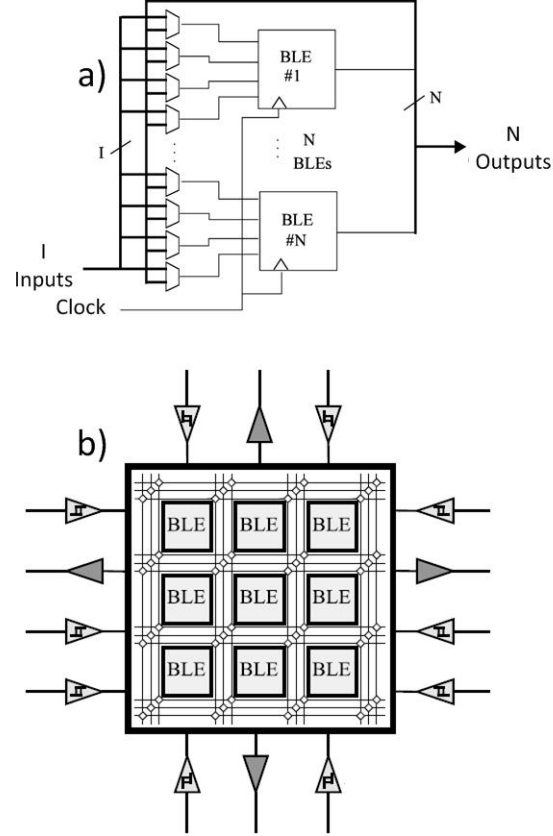 a)
BLE
#1
N
I
N
BLEs
N
Outputs
BLE
#N
I
Inputs
Clock
b)
BLE BLE BLE
BLE BLE BLE
BLE BLE BLE